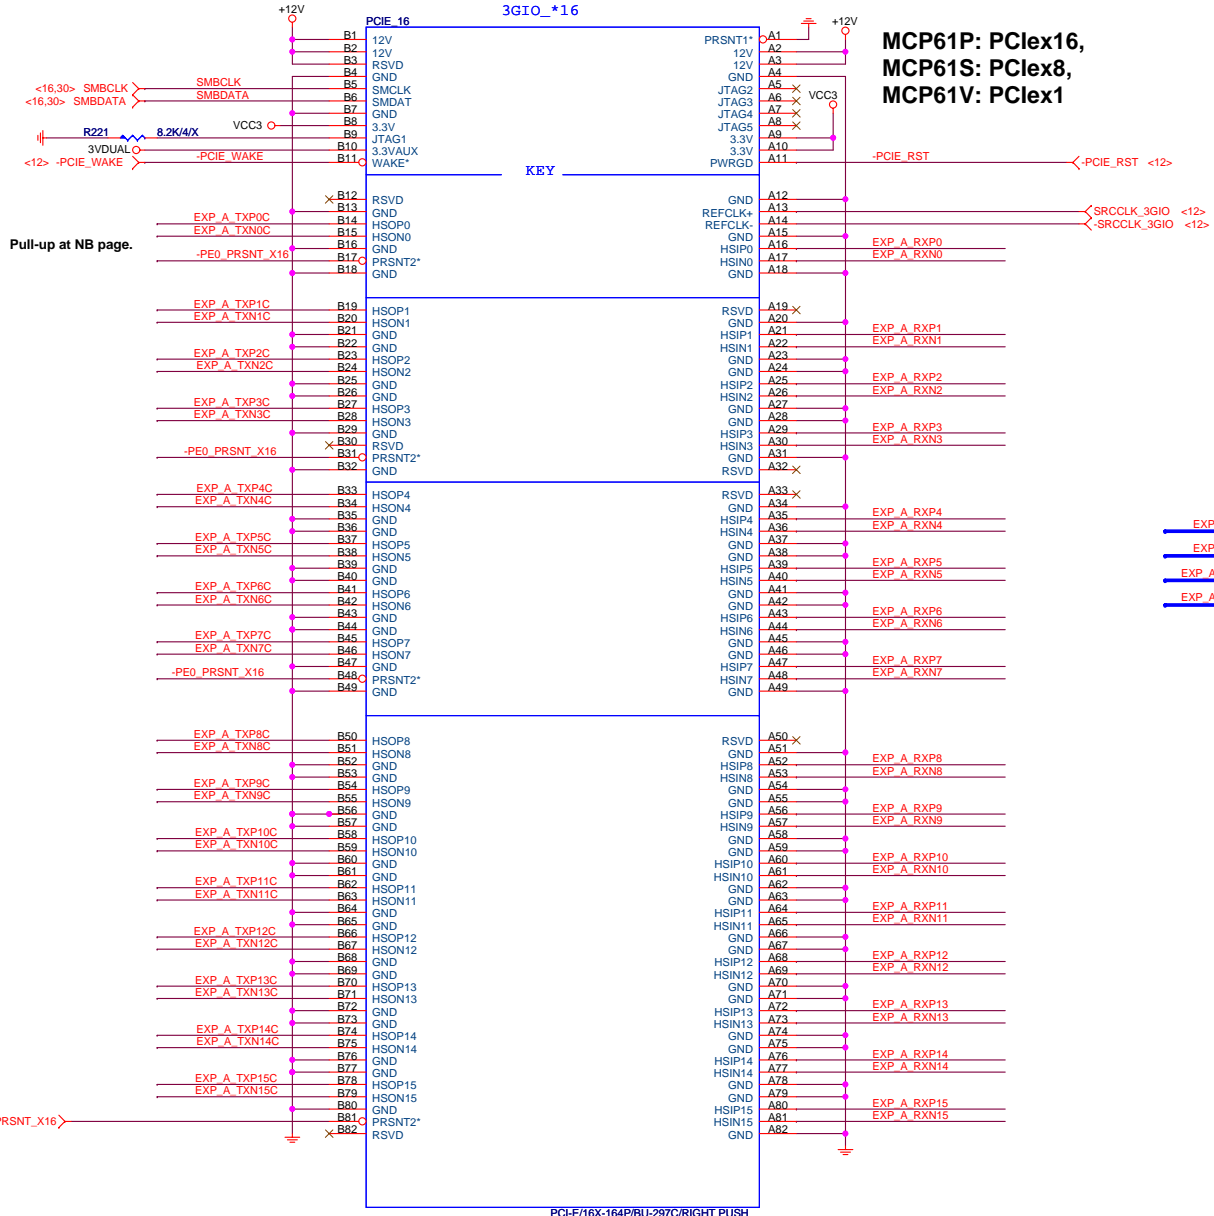 3GIO_*16
+12V
PCIE_16
+12V
MCP61P: PCIex16,
MCP61S: PCIex8,
MCP61V: PCIex1
B1 12V PRSNT1* A1
B2 12V 12V A2
B3 RSVD 12V A3
B4 GND GND A4
<16,30> SMBCLK SMBCLK B5 SMCLK JTAG2 A5
<16,30> SMBDATA SMBDATA B6 SMDAT JTAG3 A6 VCC3
B7 GND JTAG4 A7
VCC3 B8 3.3V JTAG5 A8
R221 8.2K/4/X B9 JTAG1 3.3V A9
3VDUAL B10 3.3VAUX 3.3V A10
<12> -PCIE_WAKE -PCIE_WAKE B11 WAKE* PWRGD A11 -PCIE_RST -PCIE_RST <12>
KEY
B12 RSVD GND A12
B13 GND REFCLK+ A13 SRCCLK_3GIO <12>
EXP_A_TXP0C B14 HSOP0 REFCLK- A14 -SRCCLK_3GIO <12>
EXP_A_TXN0C B15 HSON0 GND A15
Pull-up at NB page.
B16 GND HSIP0 A16 EXP_A_RXP0
-PE0_PRSNT_X16 B17 PRSNT2* HSIN0 A17 EXP_A_RXN0
B18 GND GND A18
EXP_A_TXP1C B19 HSOP1 RSVD A19
EXP_A_TXN1C B20 HSON1 GND A20
B21 GND HSIP1 A21 EXP_A_RXP1
B22 GND HSIN1 A22 EXP_A_RXN1
EXP_A_TXP2C B23 HSOP2 GND A23
EXP_A_TXN2C B24 HSON2 GND A24
B25 GND HSIP2 A25 EXP_A_RXP2
B26 GND HSIN2 A26 EXP_A_RXN2
EXP_A_TXP3C B27 HSOP3 GND A27
EXP_A_TXN3C B28 HSON3 GND A28
B29 GND HSIP3 A29 EXP_A_RXP3
B30 RSVD HSIN3 A30 EXP_A_RXN3
-PE0_PRSNT_X16 B31 PRSNT2* GND A31
B32 GND RSVD A32
EXP_A_TXP4C B33 HSOP4 RSVD A33
EXP_A_TXN4C B34 HSON4 GND A34
B35 GND HSIP4 A35 EXP_A_RXP4
B36 GND HSIN4 A36 EXP_A_RXN4 EXP
EXP_A_TXP5C B37 HSOP5 GND A37
EXP_A_TXN5C B38 HSON5 GND A38 EXP
B39 GND HSIP5 A39 EXP_A_RXP5
B40 GND HSIN5 A40 EXP_A_RXN5 EXP_A
EXP_A_TXP6C B41 HSOP6 GND A41
EXP_A_TXN6C B42 HSON6 GND A42 EXP_A
B43 GND HSIP6 A43 EXP_A_RXP6
B44 GND HSIN6 A44 EXP_A_RXN6
EXP_A_TXP7C B45 HSOP7 GND A45
EXP_A_TXN7C B46 HSON7 GND A46
B47 GND HSIP7 A47 EXP_A_RXP7
-PE0_PRSNT_X16 B48 PRSNT2* HSIN7 A48 EXP_A_RXN7
B49 GND GND A49
EXP_A_TXP8C B50 HSOP8 RSVD A50
EXP_A_TXN8C B51 HSON8 GND A51
B52 GND HSIP8 A52 EXP_A_RXP8
B53 GND HSIN8 A53 EXP_A_RXN8
EXP_A_TXP9C B54 HSOP9 GND A54
EXP_A_TXN9C B55 HSON9 GND A55
B56 GND HSIP9 A56 EXP_A_RXP9
B57 GND HSIN9 A57 EXP_A_RXN9
EXP_A_TXP10C B58 HSOP10 GND A58
EXP_A_TXN10C B59 HSON10 GND A59
B60 GND HSIP10 A60 EXP_A_RXP10
B61 GND HSIN10 A61 EXP_A_RXN10
EXP_A_TXP11C B62 HSOP11 GND A62
EXP_A_TXN11C B63 HSON11 GND A63
B64 GND HSIP11 A64 EXP_A_RXP11
B65 GND HSIN11 A65 EXP_A_RXN11
EXP_A_TXP12C B66 HSOP12 GND A66
EXP_A_TXN12C B67 HSON12 GND A67
B68 GND HSIP12 A68 EXP_A_RXP12
B69 GND HSIN12 A69 EXP_A_RXN12
EXP_A_TXP13C B70 HSOP13 GND A70
EXP_A_TXN13C B71 HSON13 GND A71
B72 GND HSIP13 A72 EXP_A_RXP13
B73 GND HSIN13 A73 EXP_A_RXN13
EXP_A_TXP14C B74 HSOP14 GND A74
EXP_A_TXN14C B75 HSON14 GND A75
B76 GND HSIP14 A76 EXP_A_RXP14
B77 GND HSIN14 A77 EXP_A_RXN14
EXP_A_TXP15C B78 HSOP15 GND A78
EXP_A_TXN15C B79 HSON15 GND A79
B80 GND HSIP15 A80 EXP_A_RXP15
PRSNT_X16 B81 PRSNT2* HSIN15 A81 EXP_A_RXN15
B82 RSVD GND A82
PCI-E/16X-164P/BU-297C/RIGHT PUSH